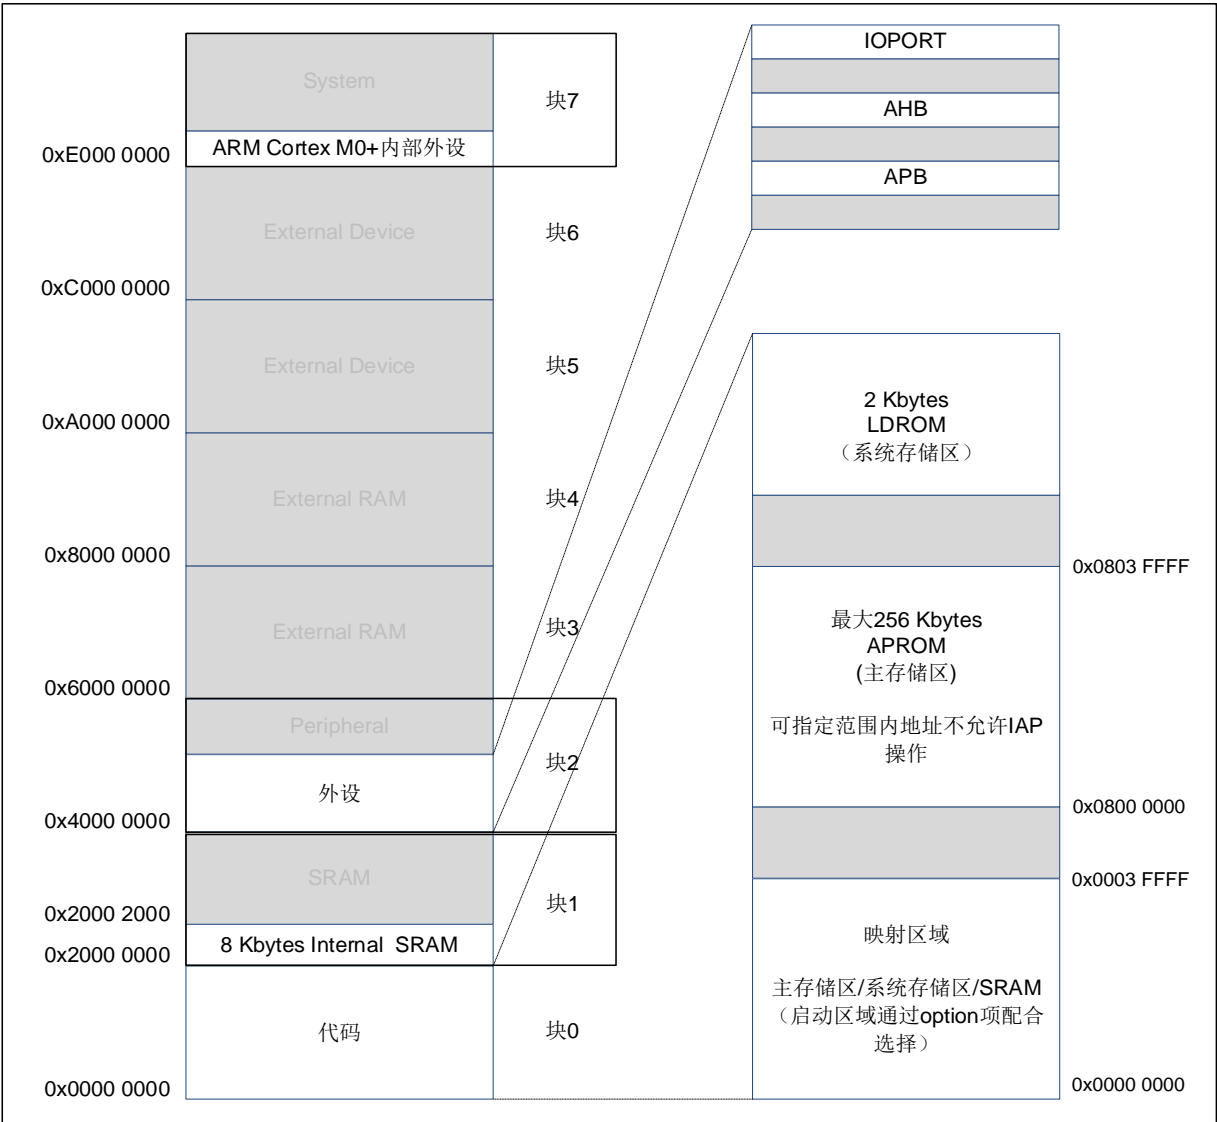 System
块7
ARM Cortex M0+内部外设
0xE000 0000
External Device
块6
0xC000 0000
External Device
块5
0xA000 0000
External RAM
块4
0x8000 0000
External RAM
块3
0x6000 0000
Peripheral
块2
外设
0x4000 0000
SRAM
块1
0x2000 2000
8 Kbytes Internal SRAM
0x2000 0000
代码
块0
0x0000 0000
IOPORT
AHB
APB
2 Kbytes
LDROM
（系统存储区）
0x0803 FFFF
最大256 Kbytes
APROM
(主存储区)
可指定范围内地址不允许IAP
操作
0x0800 0000
0x0003 FFFF
映射区域
主存储区/系统存储区/SRAM
（启动区域通过option项配合
选择）
0x0000 0000